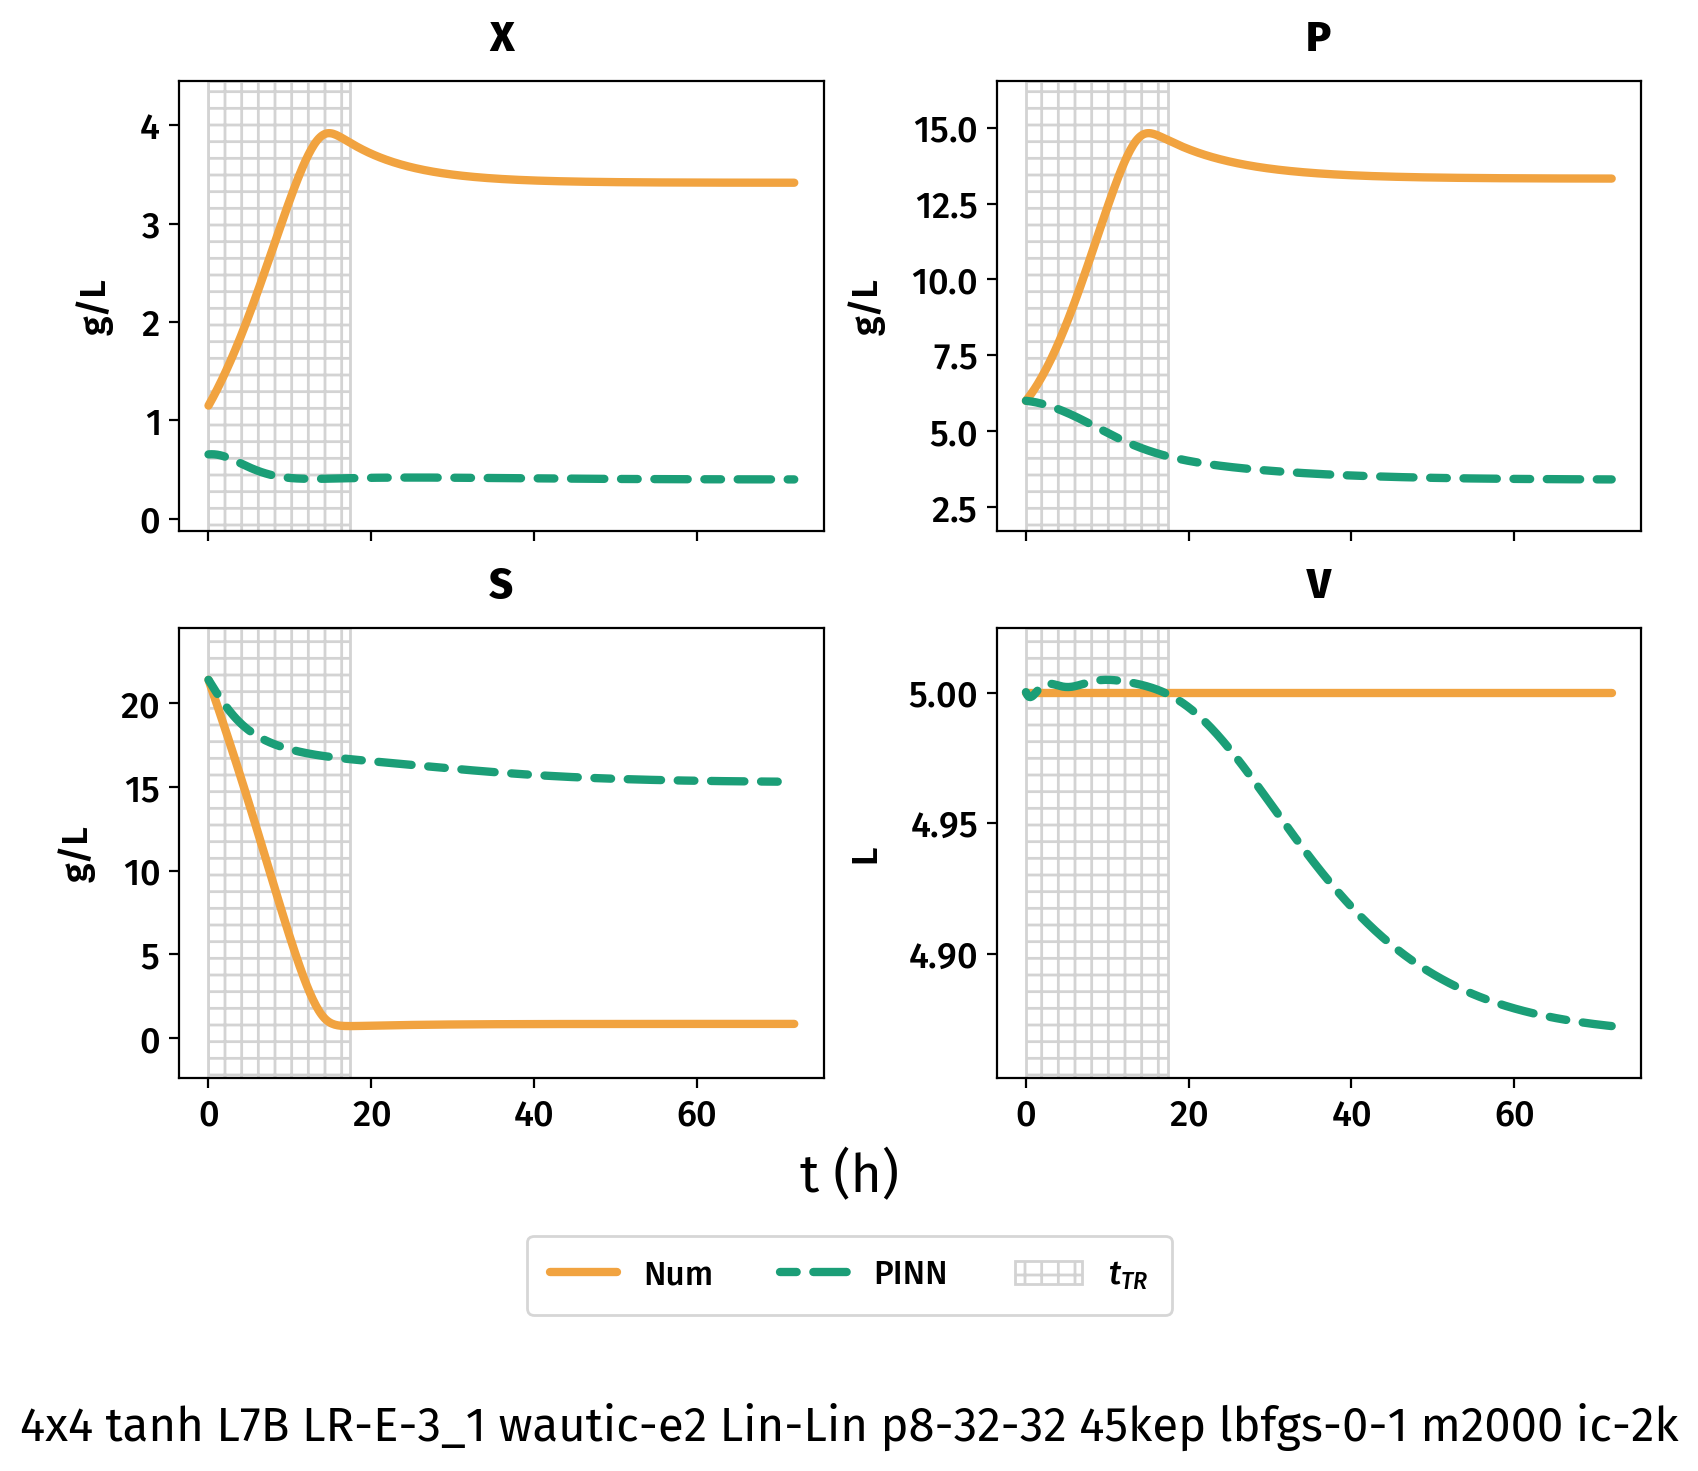 X
P
4
3
2
1
0
g/L
15.0
12.5
10.0
7.5
5.0
2.5
g/L
S
V
20
15
10
5
0
g/L
5.00
4.95
4.90
L
0 20 40 60
0 20 40 60
t (h)
Num PINN t_TR
4x4 tanh L7B LR-E-3_1 wautic-e2 Lin-Lin p8-32-32 45kep lbfgs-0-1 m2000 ic-2k